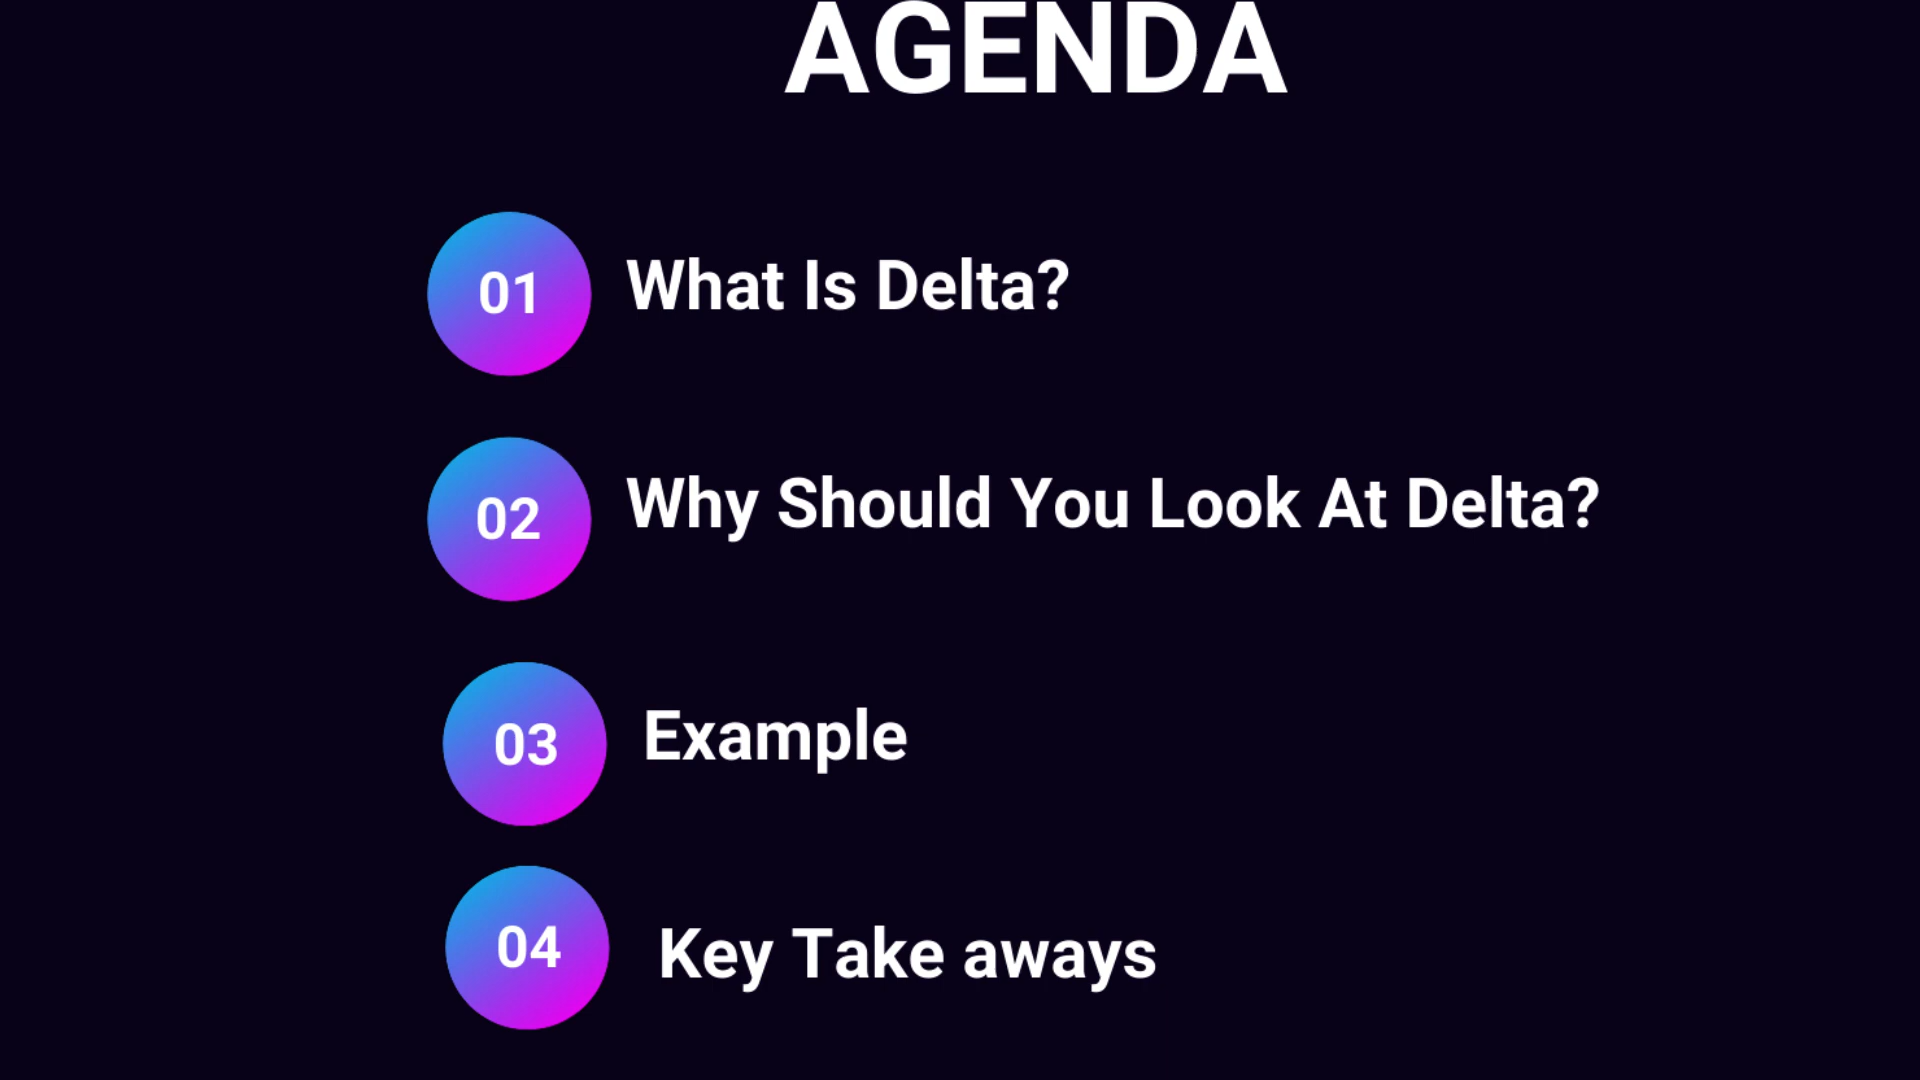 AGENDA
01 What Is Delta?
02 Why Should You Look At Delta?
03 Example
04 Key Take aways